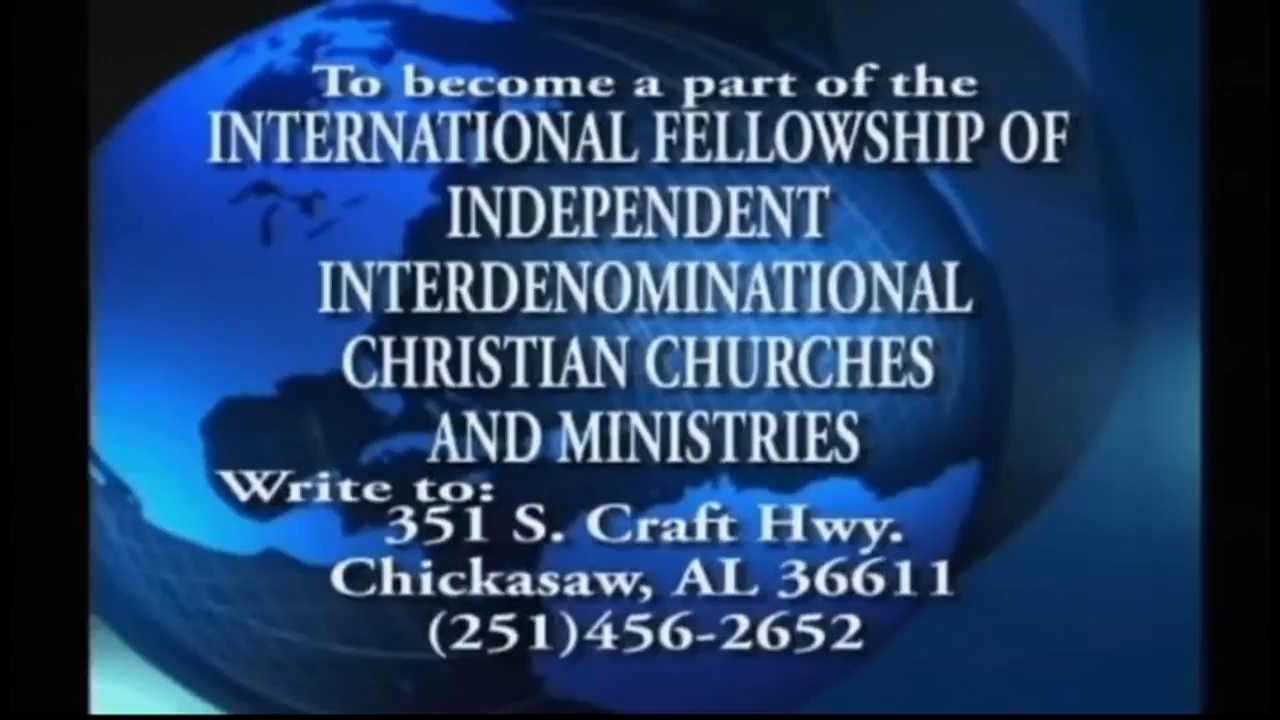 To become a part of the
INTERNATIONAL FELLOWSHIP OF
INDEPENDENT
INTERDENOMINATIONAL
CHRISTIAN CHURCHES
AND MINISTRIES
Write to:
351 S. Craft Hwy.
Chickasaw, AL 36611
(251)456-2652